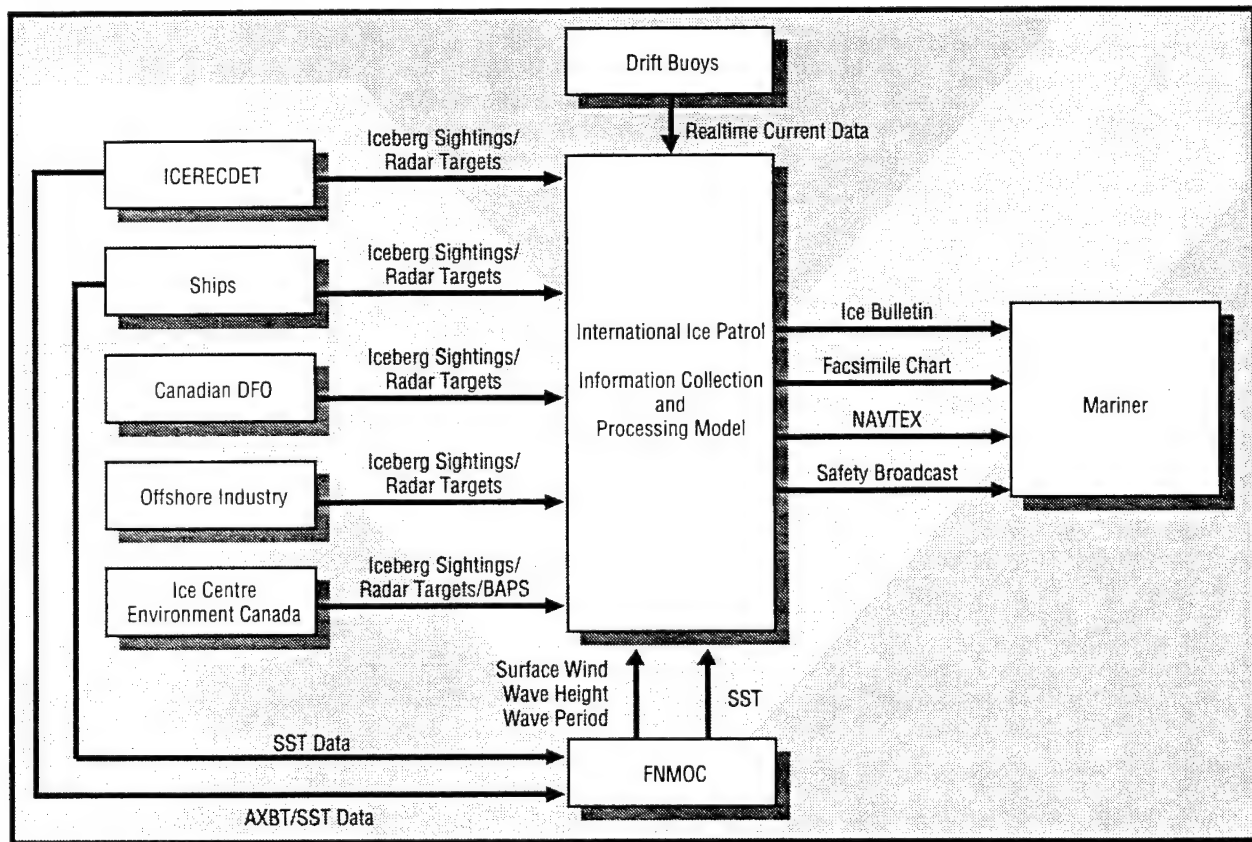 Drift Buoys
Realtime Current Data
Iceberg Sightings/
Radar Targets
ICERECDET
Iceberg Sightings/
Radar Targets
Ships
Iceberg Sightings/
Radar Targets
Canadian DFO
Iceberg Sightings/
Radar Targets
Offshore Industry
Iceberg Sightings/
Radar Targets/BAPS
Ice Centre
Environment Canada
International Ice Patrol
Information Collection
and
Processing Model
Ice Bulletin
Facsimile Chart
NAVTEX
Safety Broadcast
Mariner
Surface Wind
Wave Height
Wave Period
SST
SST Data
FNMOC
AXBT/SST Data